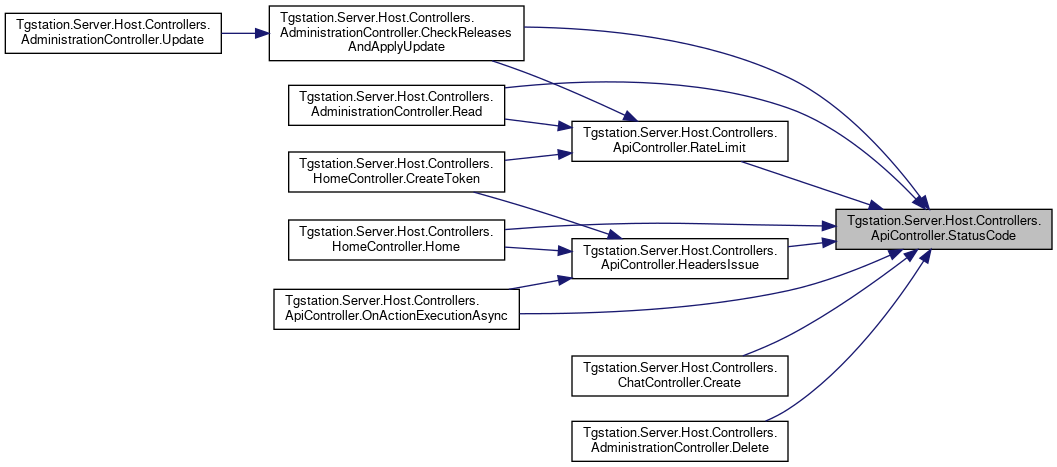 Tgstation.Server.Host.Controllers.
AdministrationController.Update
Tgstation.Server.Host.Controllers.
AdministrationController.CheckReleases
AndApplyUpdate
Tgstation.Server.Host.Controllers.
AdministrationController.Read
Tgstation.Server.Host.Controllers.
ApiController.RateLimit
Tgstation.Server.Host.Controllers.
HomeController.CreateToken
Tgstation.Server.Host.Controllers.
ApiController.StatusCode
Tgstation.Server.Host.Controllers.
HomeController.Home
Tgstation.Server.Host.Controllers.
ApiController.HeadersIssue
Tgstation.Server.Host.Controllers.
ApiController.OnActionExecutionAsync
Tgstation.Server.Host.Controllers.
ChatController.Create
Tgstation.Server.Host.Controllers.
AdministrationController.Delete